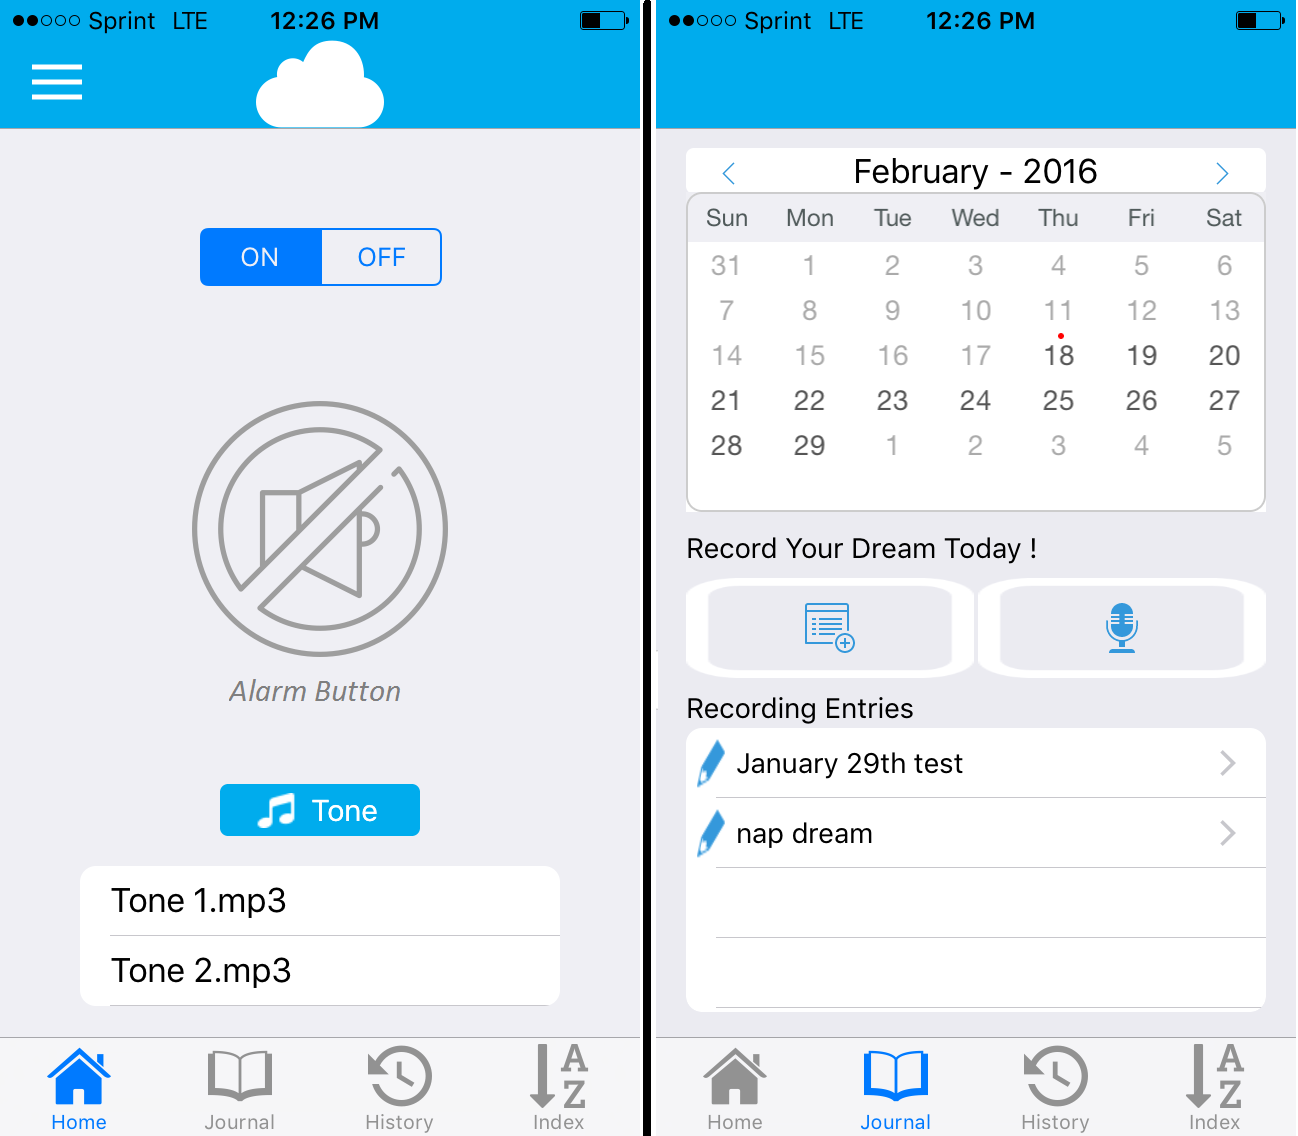 Sprint LTE 12:26 PM
ON OFF
Alarm Button
Tone
Tone 1.mp3
Tone 2.mp3
Home Journal History Index
Sprint LTE 12:26 PM
February - 2016
Sun Mon Tue Wed Thu Fri Sat
31 1 2 3 4 5 6
7 8 9 10 11 12 13
14 15 16 17 18 19 20
21 22 23 24 25 26 27
28 29 1 2 3 4 5
Record Your Dream Today !
Recording Entries
January 29th test
nap dream
A
Z
Home Journal History Index